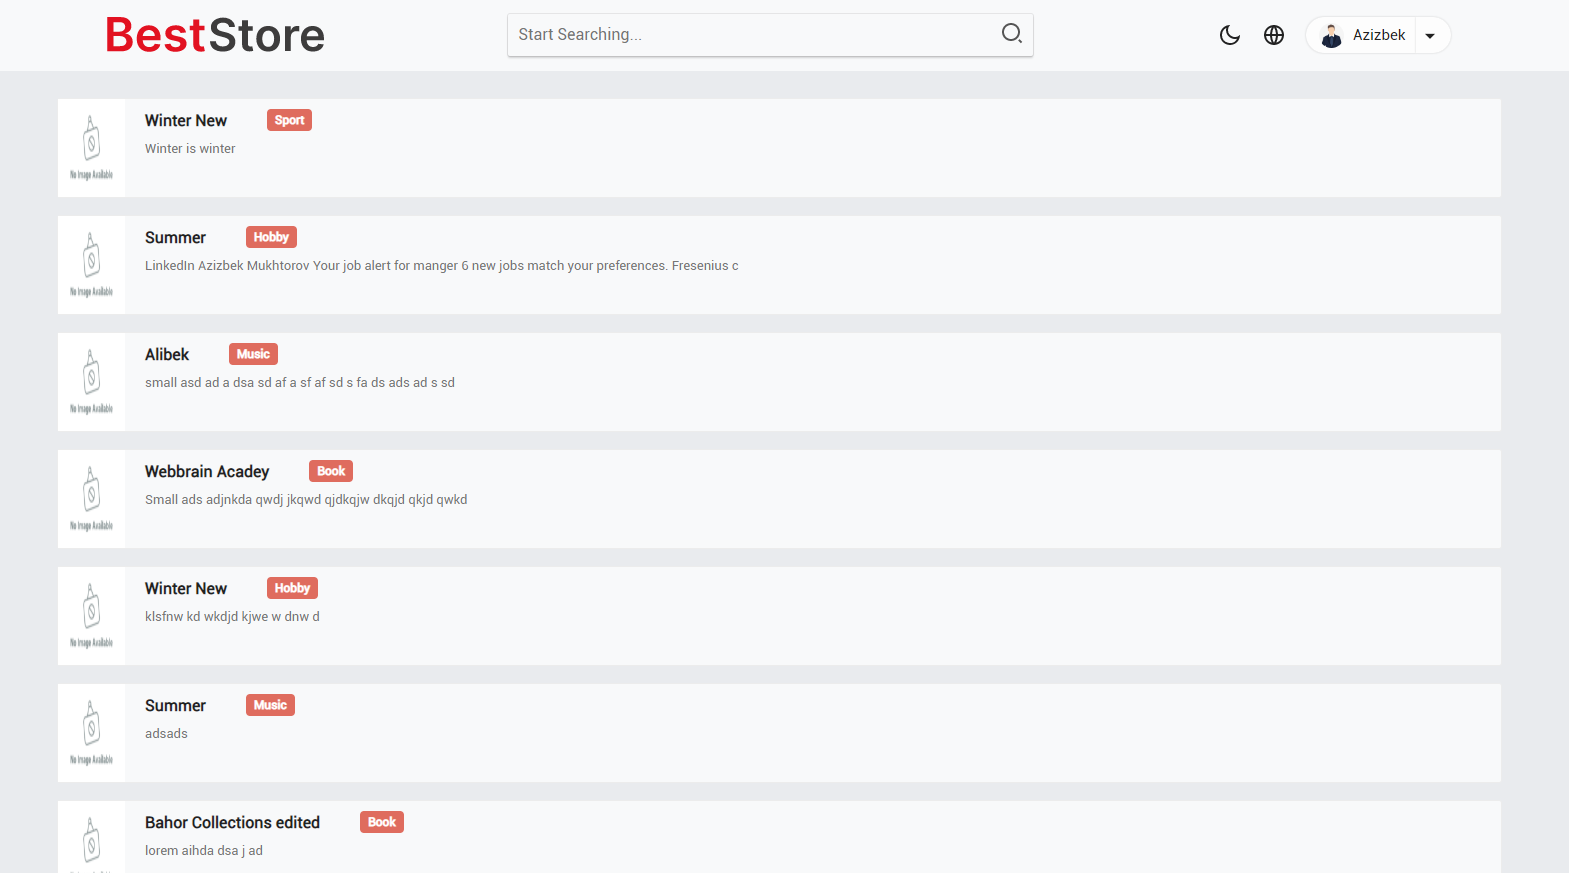 BestStore
Start Searching...
Azizbek
Winter New Sport
Winter is winter
No Image Available
Summer Hobby
LinkedIn Azizbek Mukhtorov Your job alert for manger 6 new jobs match your preferences. Fresenius c
No Image Available
Alibek Music
small asd ad a dsa sd af a sf af sd s fa ds ads ad s sd
No Image Available
Webbrain Acadey Book
Small ads adjnkda qwdj jkqwd qjdkqjw dkqjd qkjd qwkd
No Image Available
Winter New Hobby
klsfnw kd wkdjd kjwe w dnw d
No Image Available
Summer Music
adsads
No Image Available
Bahor Collections edited Book
lorem aihda dsa j ad